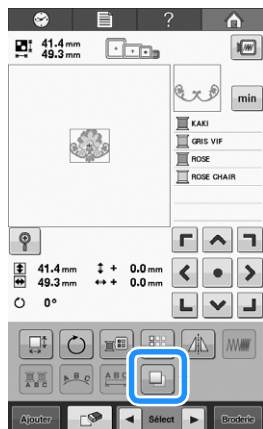 ?
41.4 mm
49.3 mm
min
KAKI
GRIS VIF
ROSE
ROSE CHAIR
41.4 mm + 0.0 mm
49.3 mm + 0.0 mm
0°
A B C A B C A B C
Ajouter Sélect Broderie